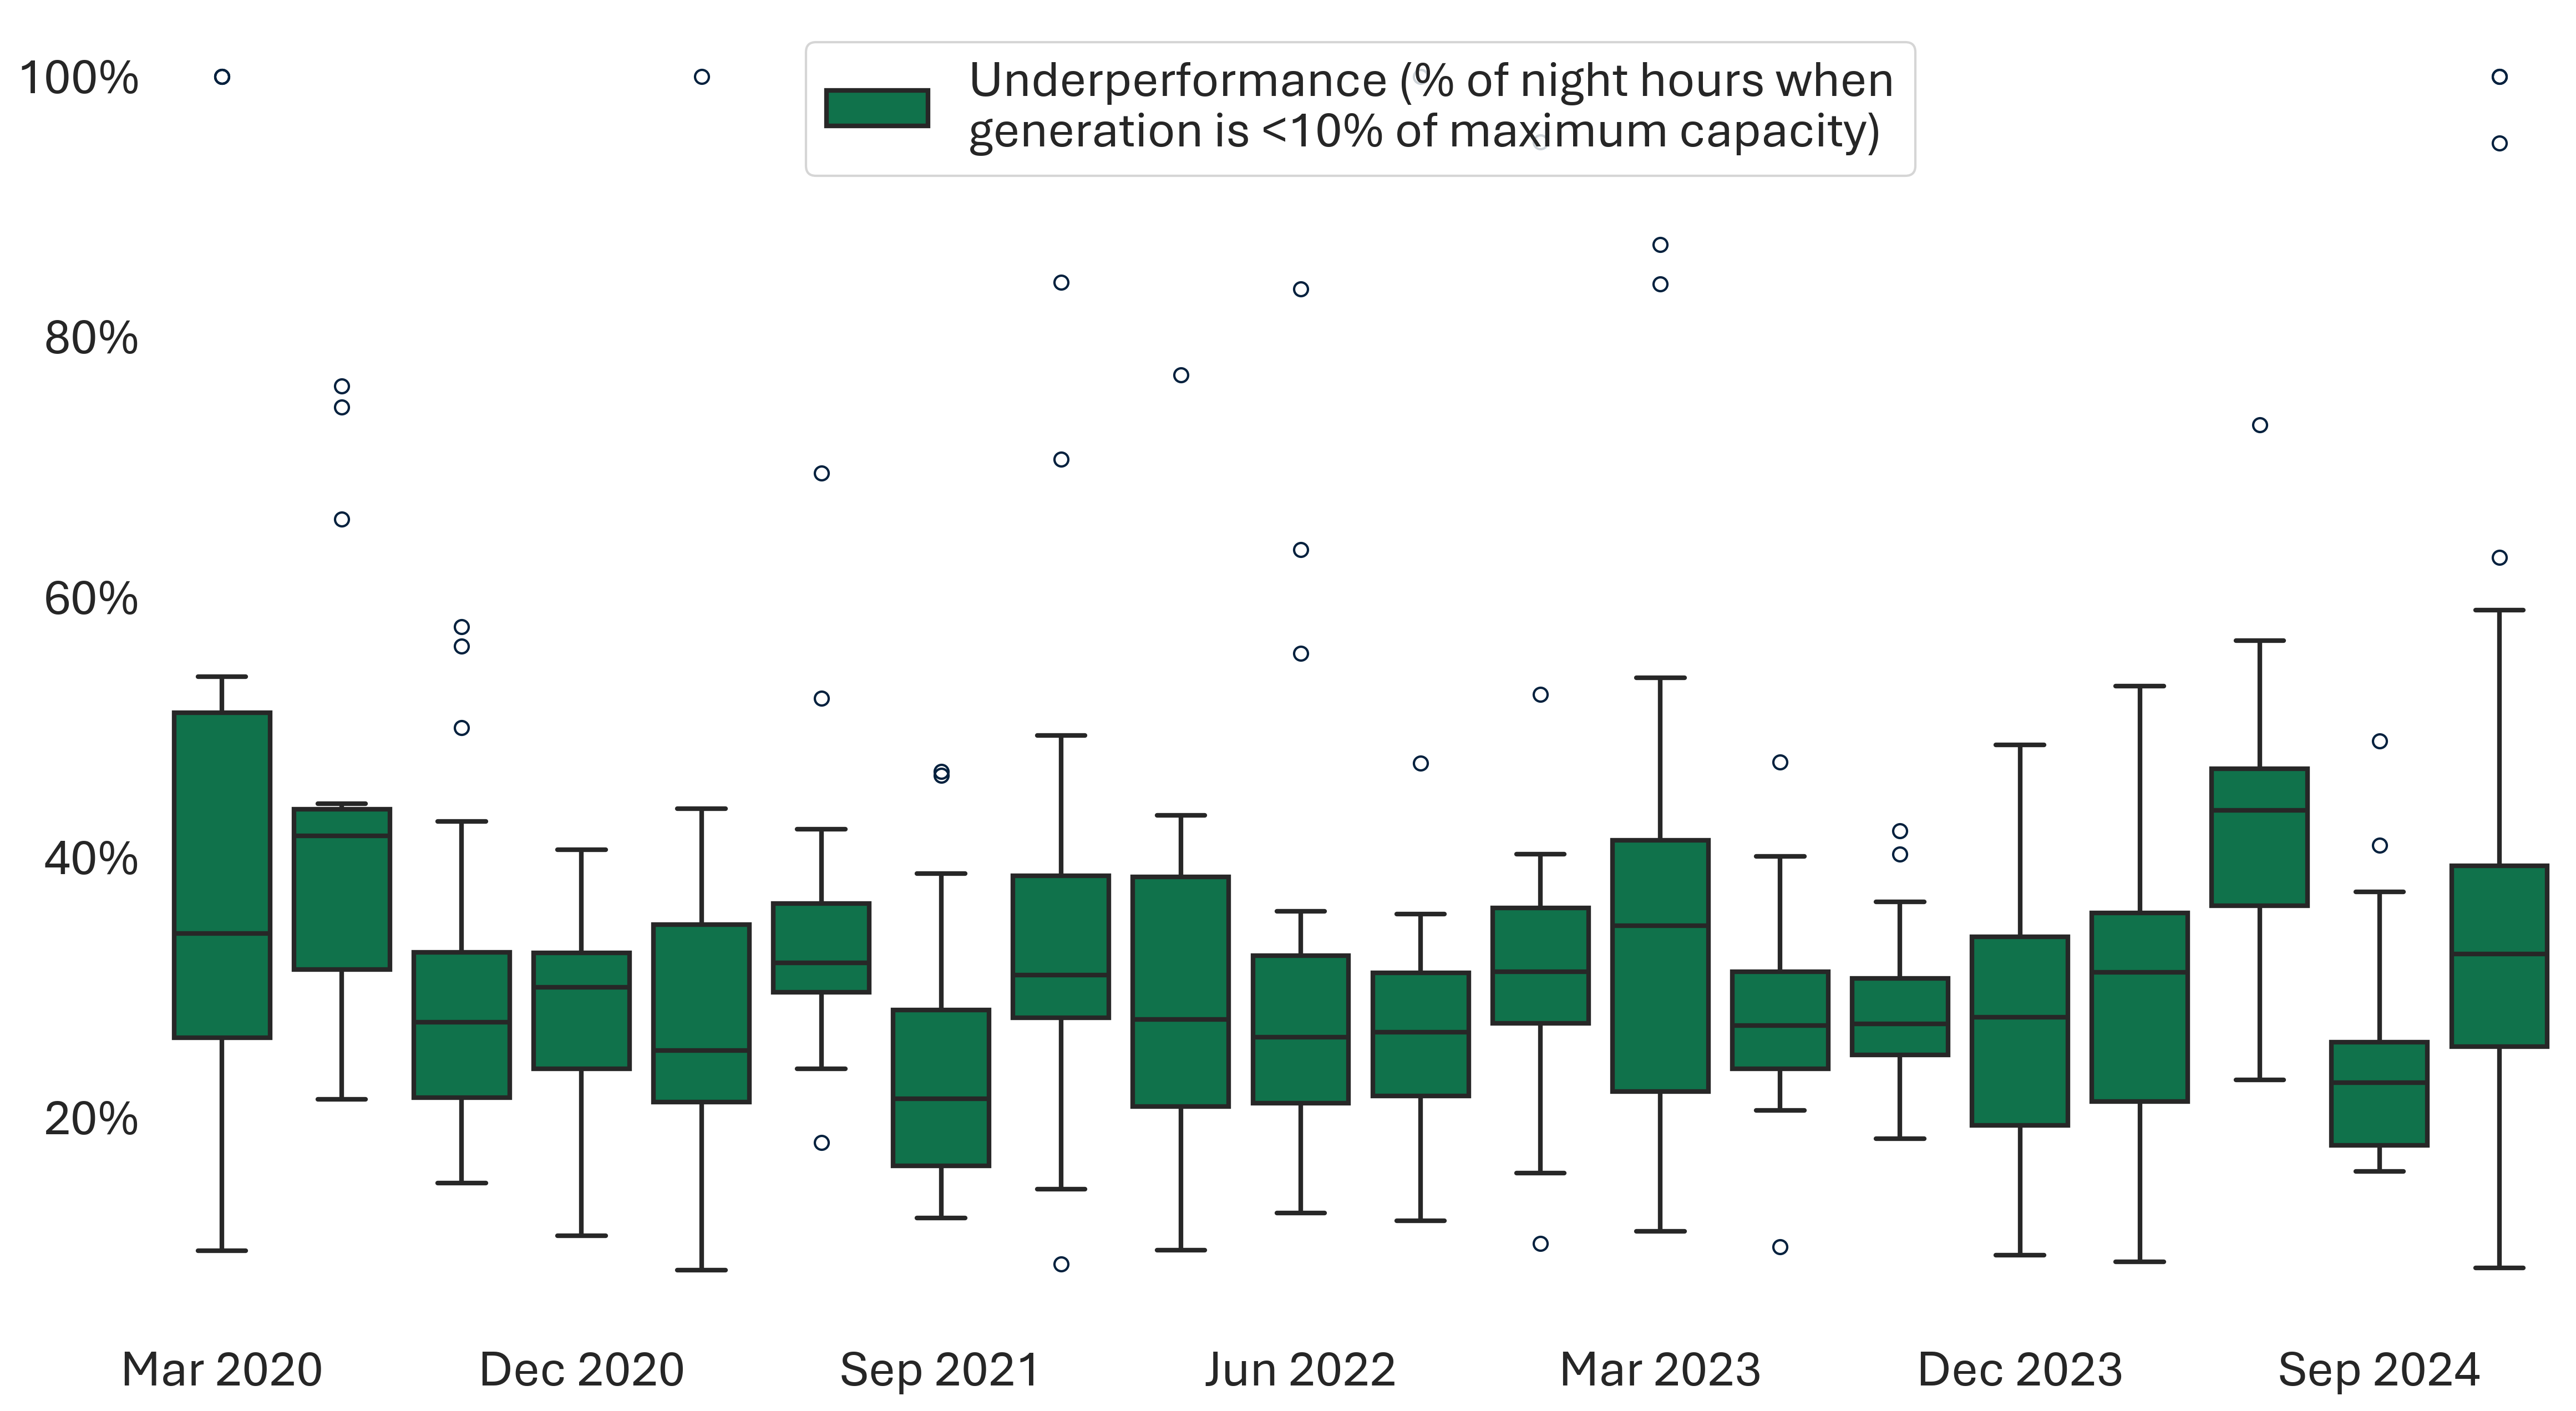 Underperformance (% of night hours when
generation is <10% of maximum capacity)
100%
80%
60%
40%
20%
Mar 2020
Dec 2020
Sep 2021
Jun 2022
Mar 2023
Dec 2023
Sep 2024